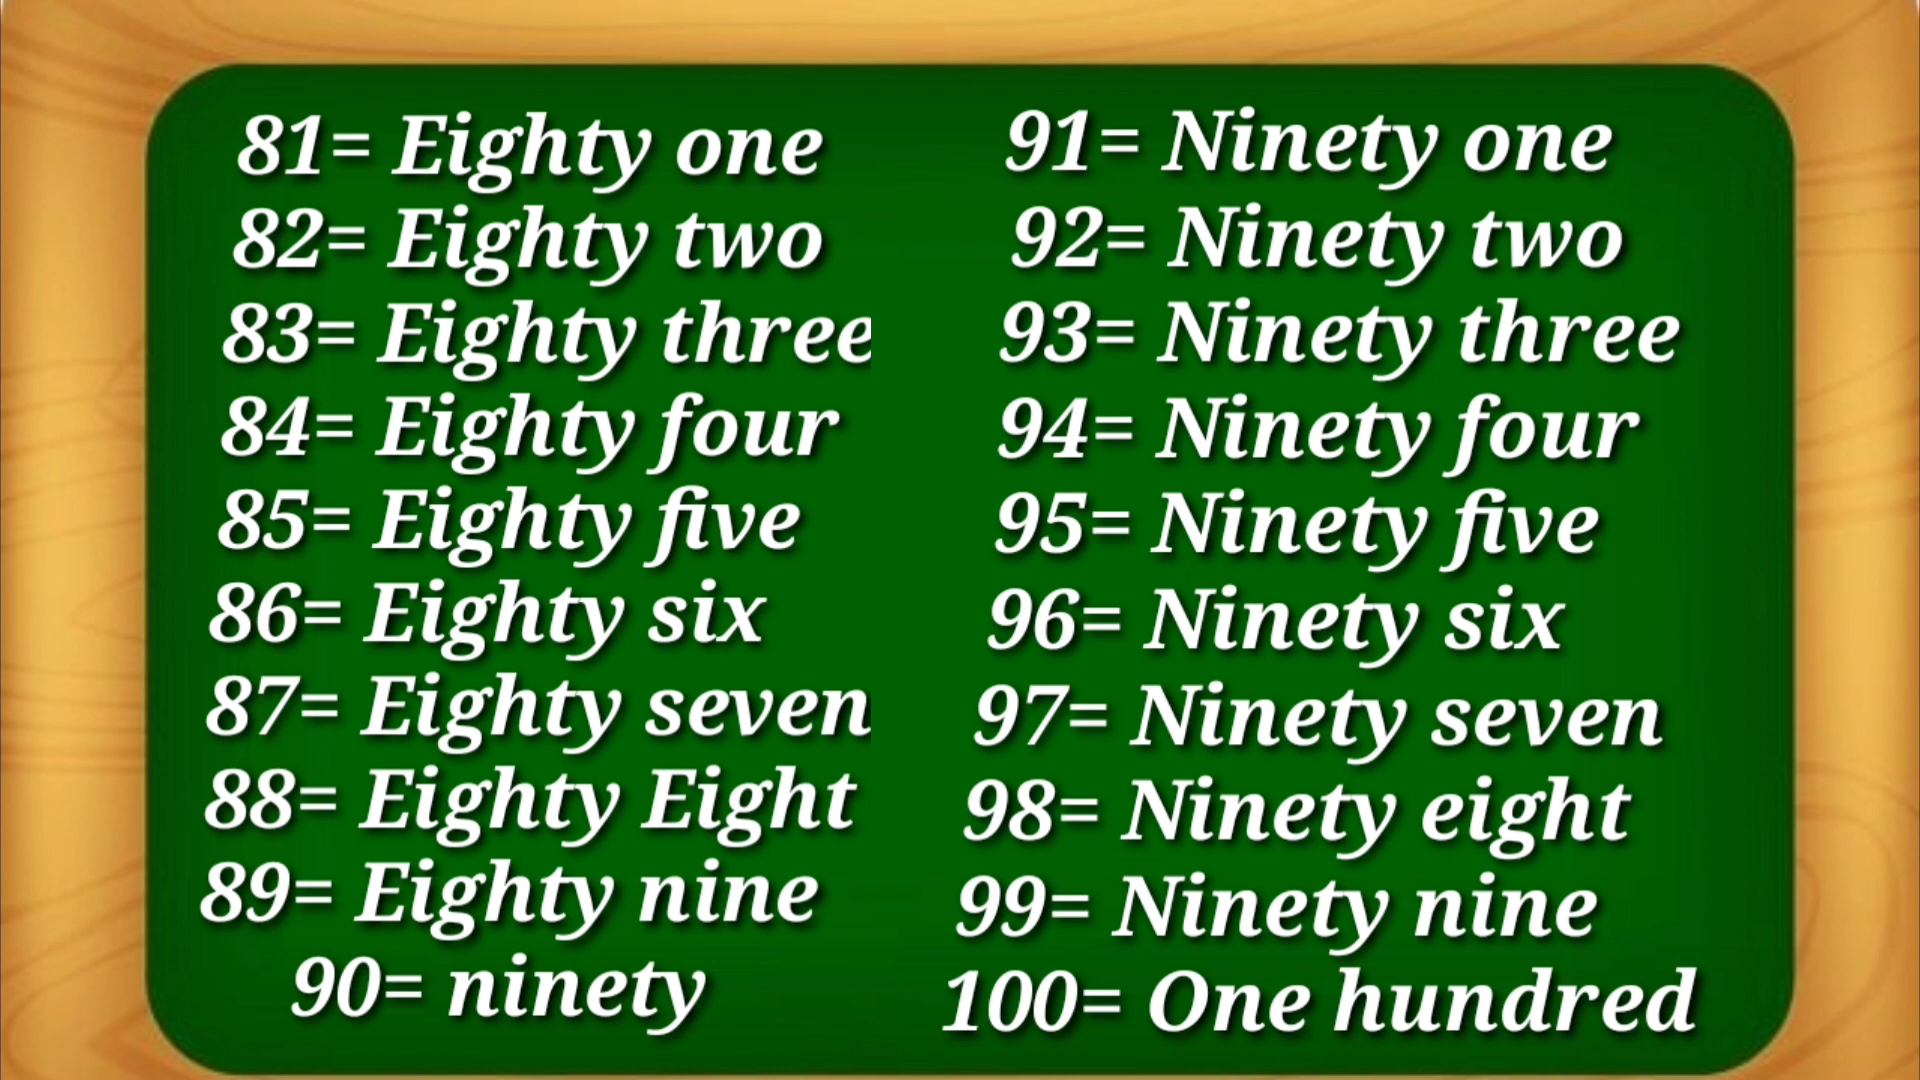 81= Eighty one
82= Eighty two
83= Eighty three
84= Eighty four
85= Eighty five
86= Eighty six
87= Eighty seven
88= Eighty Eight
89= Eighty nine
90= ninety
91= Ninety one
92= Ninety two
93= Ninety three
94= Ninety four
95= Ninety five
96= Ninety six
97= Ninety seven
98= Ninety eight
99= Ninety nine
100= One hundred